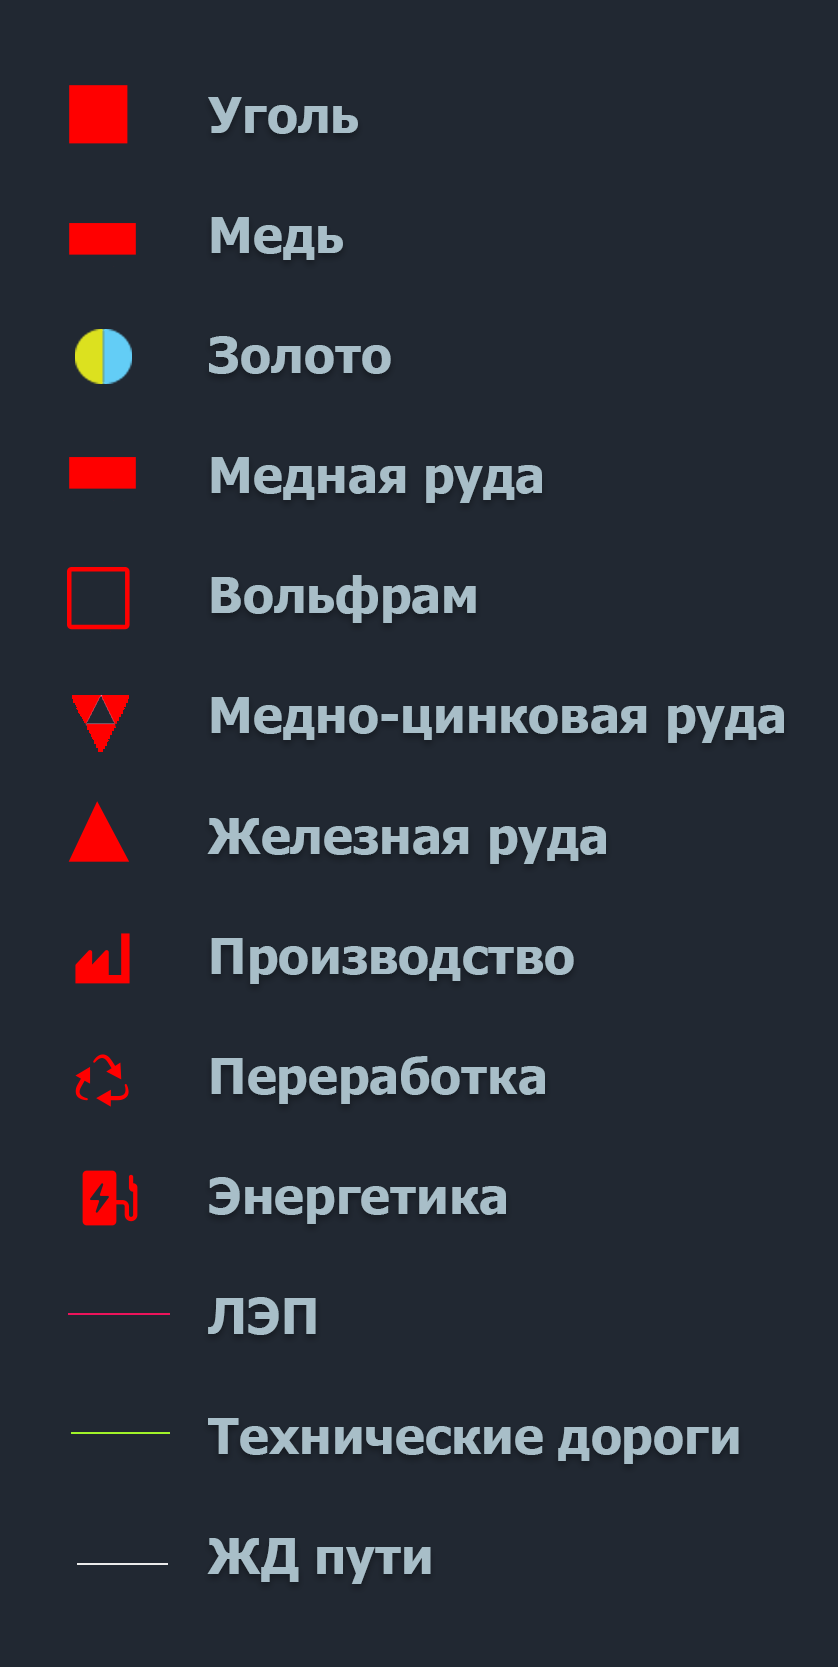 Уголь
Медь
Золото
Медная руда
Вольфрам
Медно-цинковая руда
Железная руда
Производство
Переработка
Энергетика
ЛЭП
Технические дороги
ЖД пути